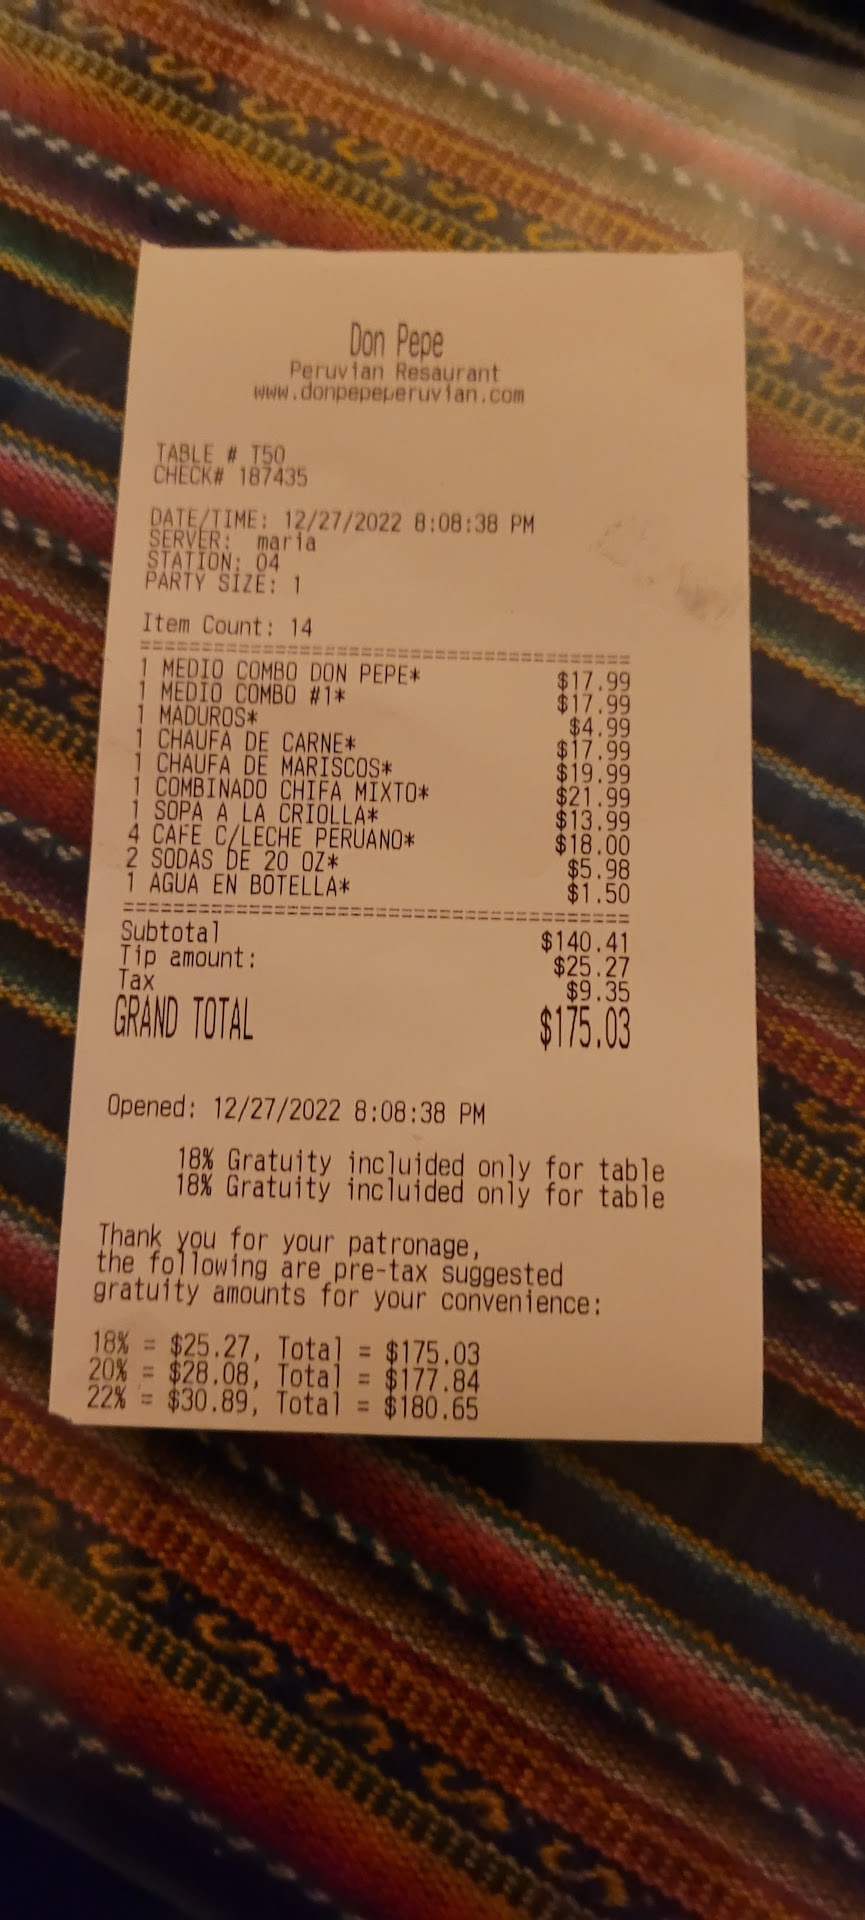 Don Pepe
Peruvian Resaurant
www.donpepeperuvian.com
TABLE # T50
CHECK# 187435
DATE/TIME: 12/27/2022 8:08:38 PM
SERVER: maria
STATION: 04
PARTY SIZE: 1
Item Count: 14
1 MEDIO COMBO DON PEPE* $17.99
1 MEDIO COMBO #1* $17.99
1 MADUROS* $4.99
1 CHAUFA DE CARNE* $17.99
1 CHAUFA DE MARISCOS* $19.99
1 COMBINADO CHIFA MIXTO* $21.99
1 SOPA A LA CRIOLLA* $13.99
4 CAFE C/LECHE PERUANO* $18.00
2 SODAS DE 20 OZ* $5.98
1 AGUA EN BOTELLA* $1.50
Subtotal $140.41
Tip amount: $25.27
Tax $9.35
GRAND TOTAL $175.03
Opened: 12/27/2022 8:08:38 PM
18% Gratuity incluided only for table
18% Gratuity incluided only for table
Thank you for your patronage,
the following are pre-tax suggested
gratuity amounts for your convenience:
18% = $25.27, Total = $175.03
20% = $28.08, Total = $177.84
22% = $30.89, Total = $180.65